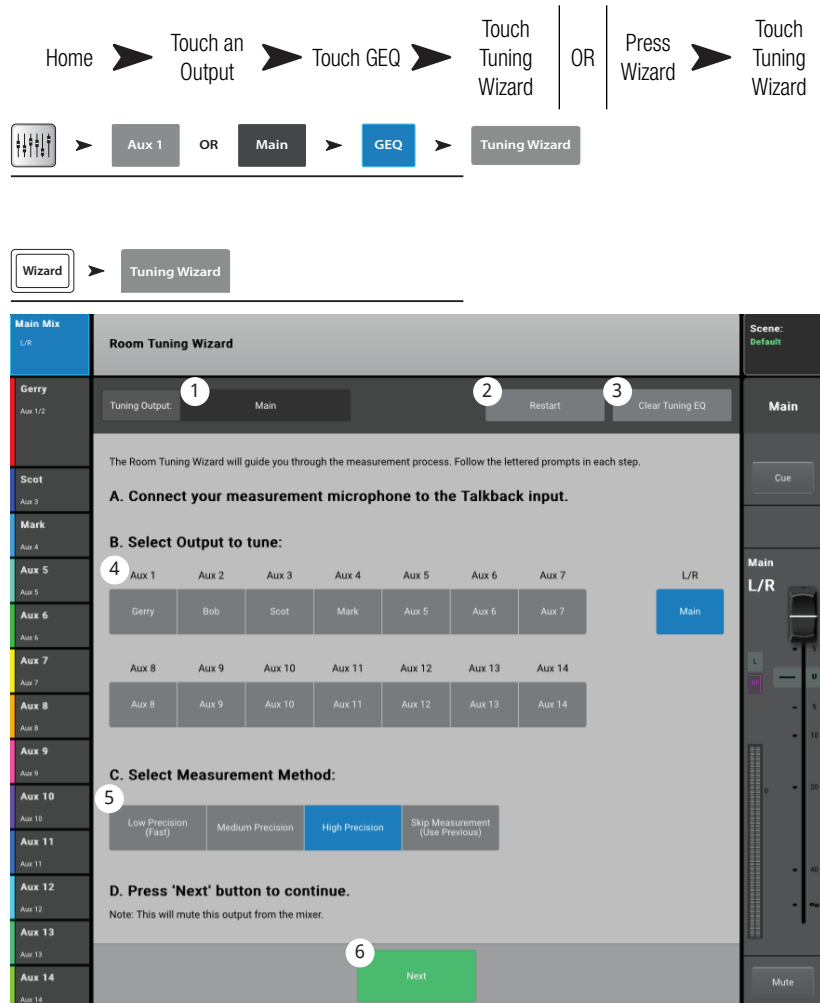 Home
Touch an
Output
Touch GEQ
Touch
Tuning
Wizard
OR
Press
Wizard
Touch
Tuning
Wizard
Aux 1
OR
Main
GEQ
Tuning Wizard
Wizard
Tuning Wizard
Main Mix
L/R
Room Tuning Wizard
Scene:
Default
Gerry
Aux 1/2
Scot
Aux 3
Mark
Aux 4
Aux 5
Aux 5
Aux 6
Aux 6
Aux 7
Aux 7
Aux 8
Aux 8
Aux 9
Aux 9
Aux 10
Aux 10
Aux 11
Aux 11
Aux 12
Aux 12
Aux 13
Aux 13
Aux 14
Aux 14
Tuning Output:
1
Main
2
Restart
3
Clear Tuning EQ
The Room Tuning Wizard will guide you through the measurement process. Follow the lettered prompts in each step.
A. Connect your measurement microphone to the Talkback input.
B. Select Output to tune:
4
Aux 1 Aux 2 Aux 3 Aux 4 Aux 5 Aux 6 Aux 7 L/R
Gerry Bob Scot Mark Aux 5 Aux 6 Aux 7 Main
Aux 8 Aux 9 Aux 10 Aux 11 Aux 12 Aux 13 Aux 14
Aux 8 Aux 9 Aux 10 Aux 11 Aux 12 Aux 13 Aux 14
C. Select Measurement Method:
5
Low Precision
(Fast)
Medium Precision
High Precision
Skip Measurement
(Use Previous)
D. Press 'Next' button to continue.
Note: This will mute this output from the mixer.
6
Next
Main
Cue
Main
L/R
5
L
U
5
10
0
20
40
∞
Mute